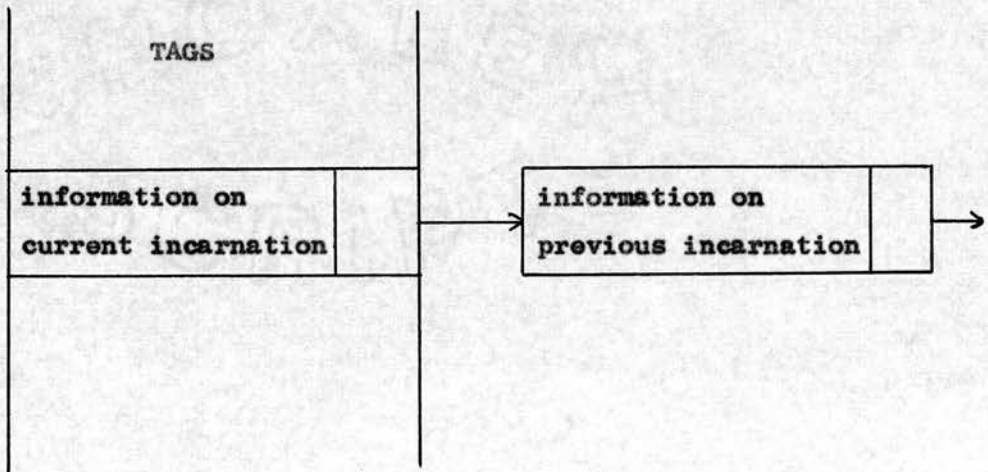 TAGS
information on
current incarnation
information on
previous incarnation